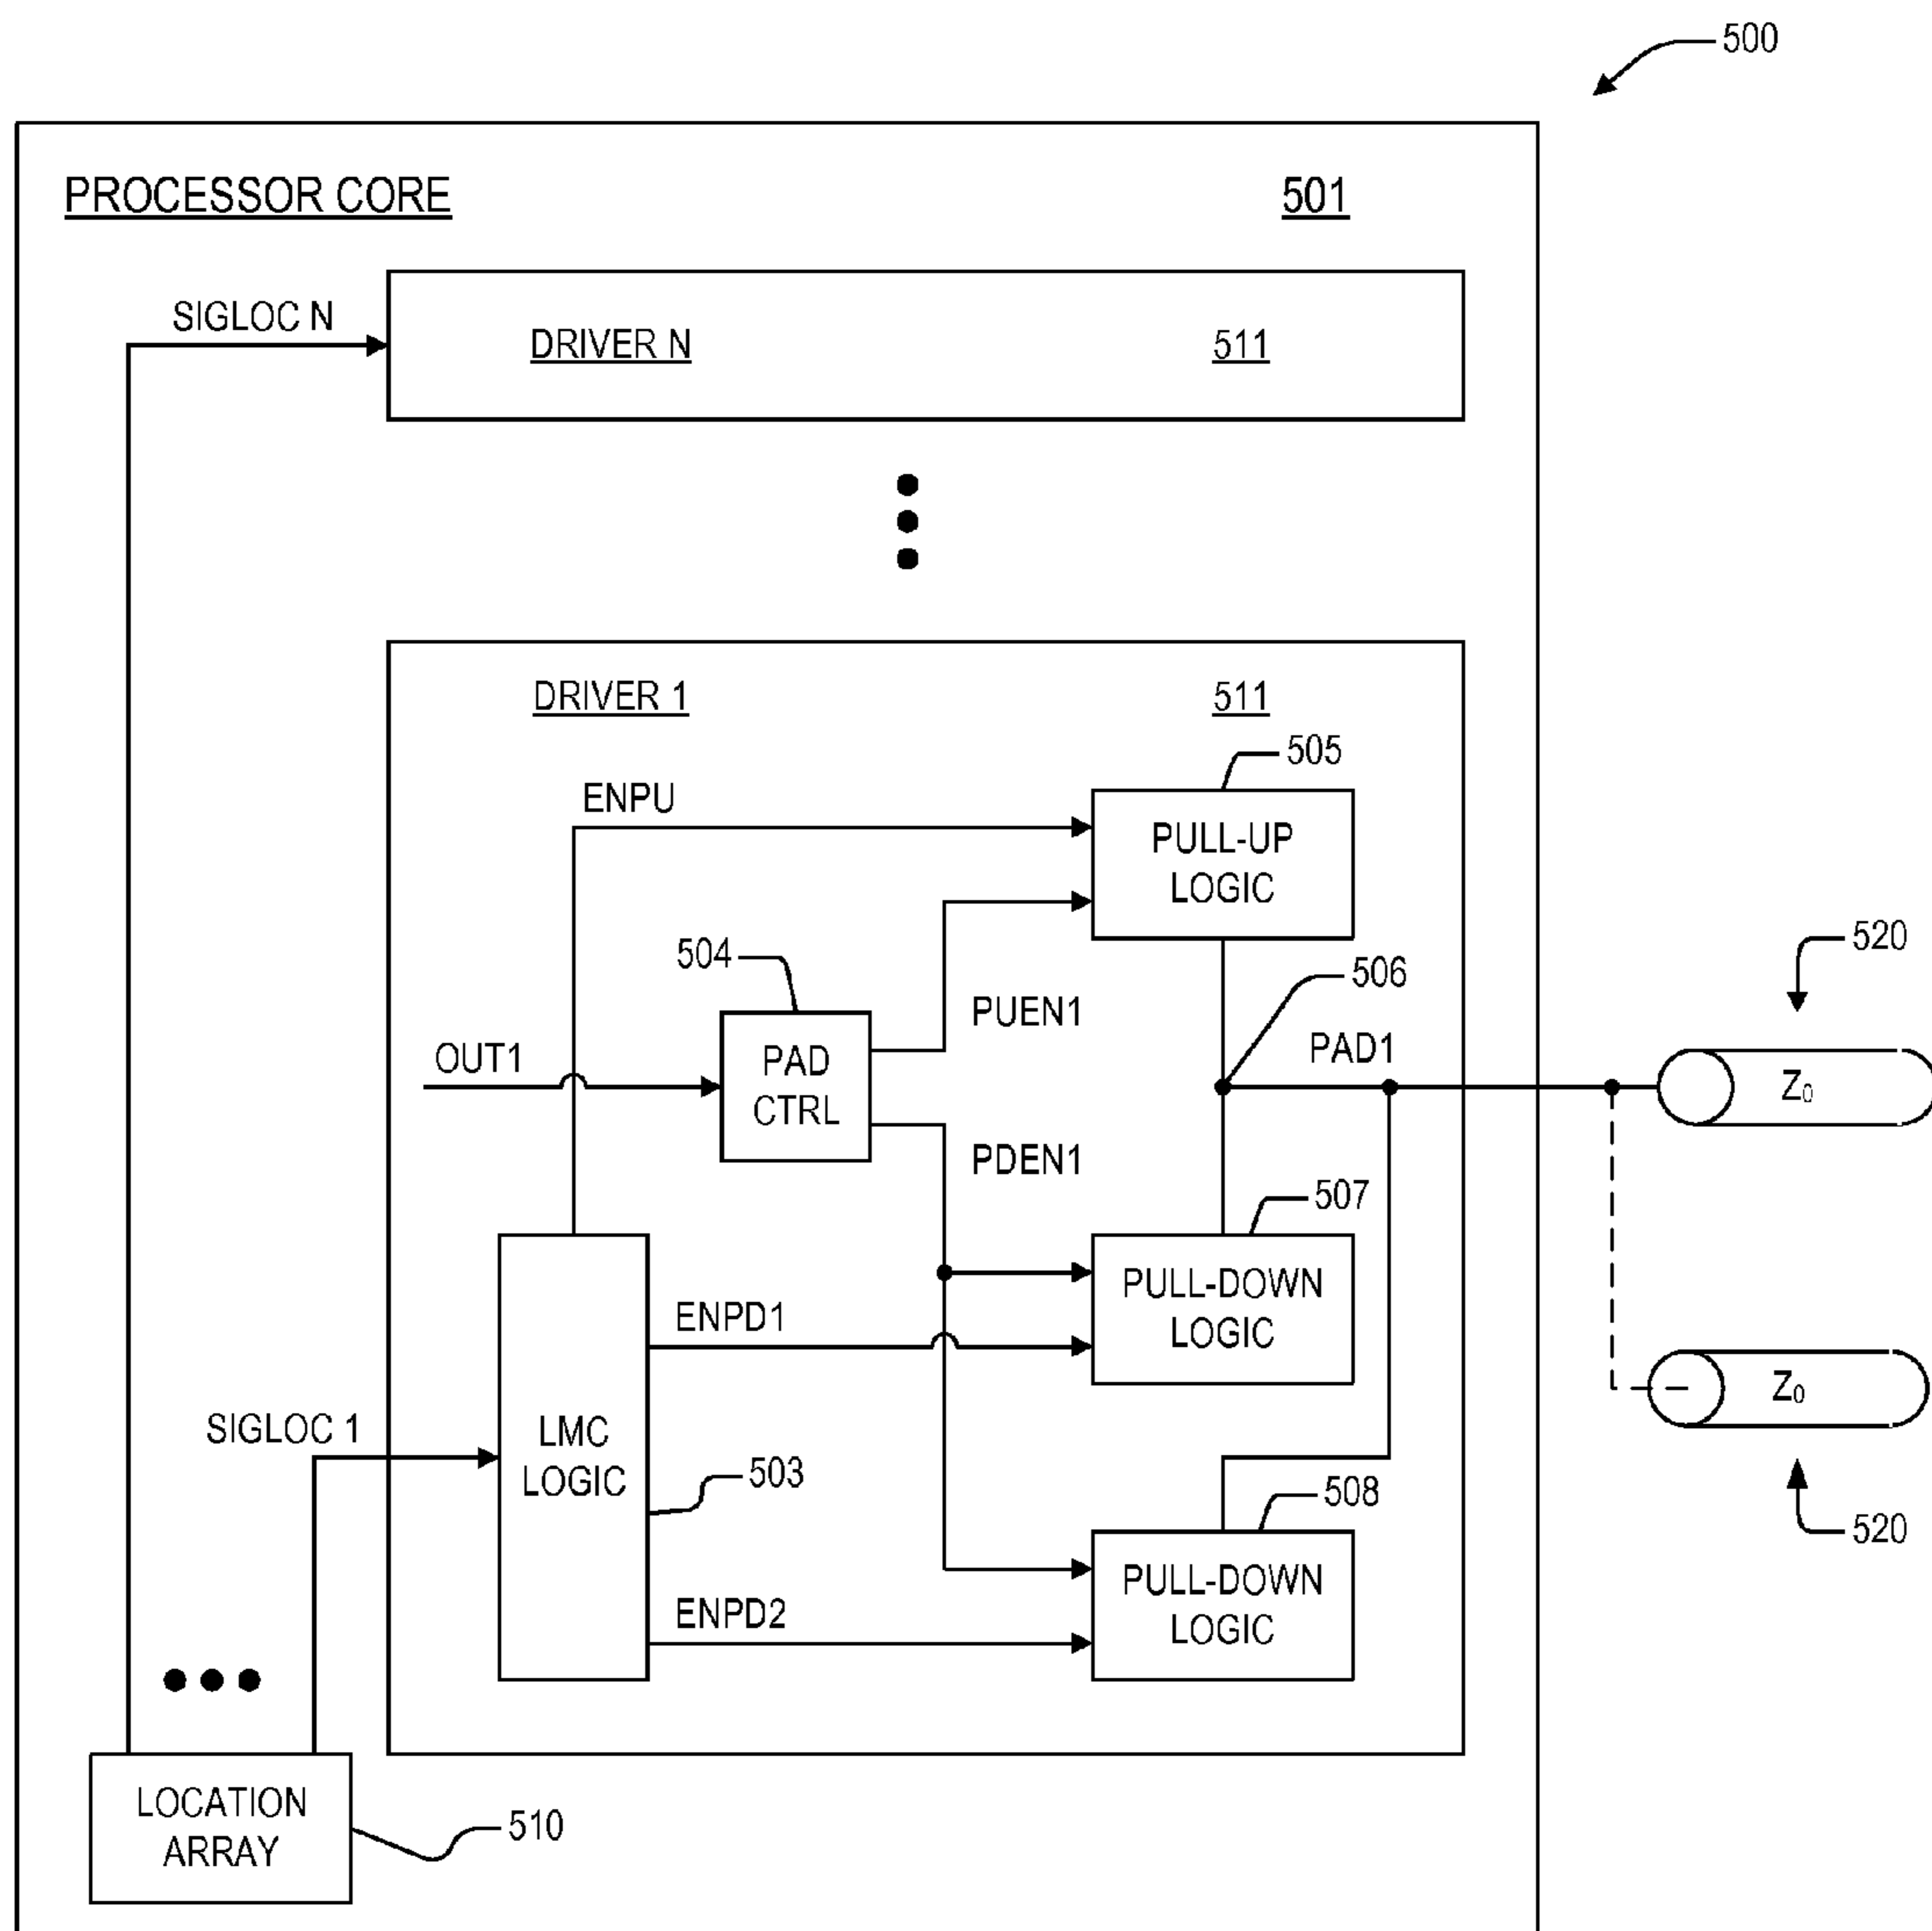 500
PROCESSOR CORE
501
SIGLOC N
DRIVER N
511
DRIVER 1
511
505
ENPU
PULL-UP
LOGIC
504
506
520
PUEN1
OUT1
PAD
CTRL
PAD1
Z₀
PDEN1
507
PULL-DOWN
LOGIC
ENPD1
Z₀
SIGLOC 1
LMC
LOGIC
503
508
520
PULL-DOWN
LOGIC
ENPD2
LOCATION
ARRAY
510